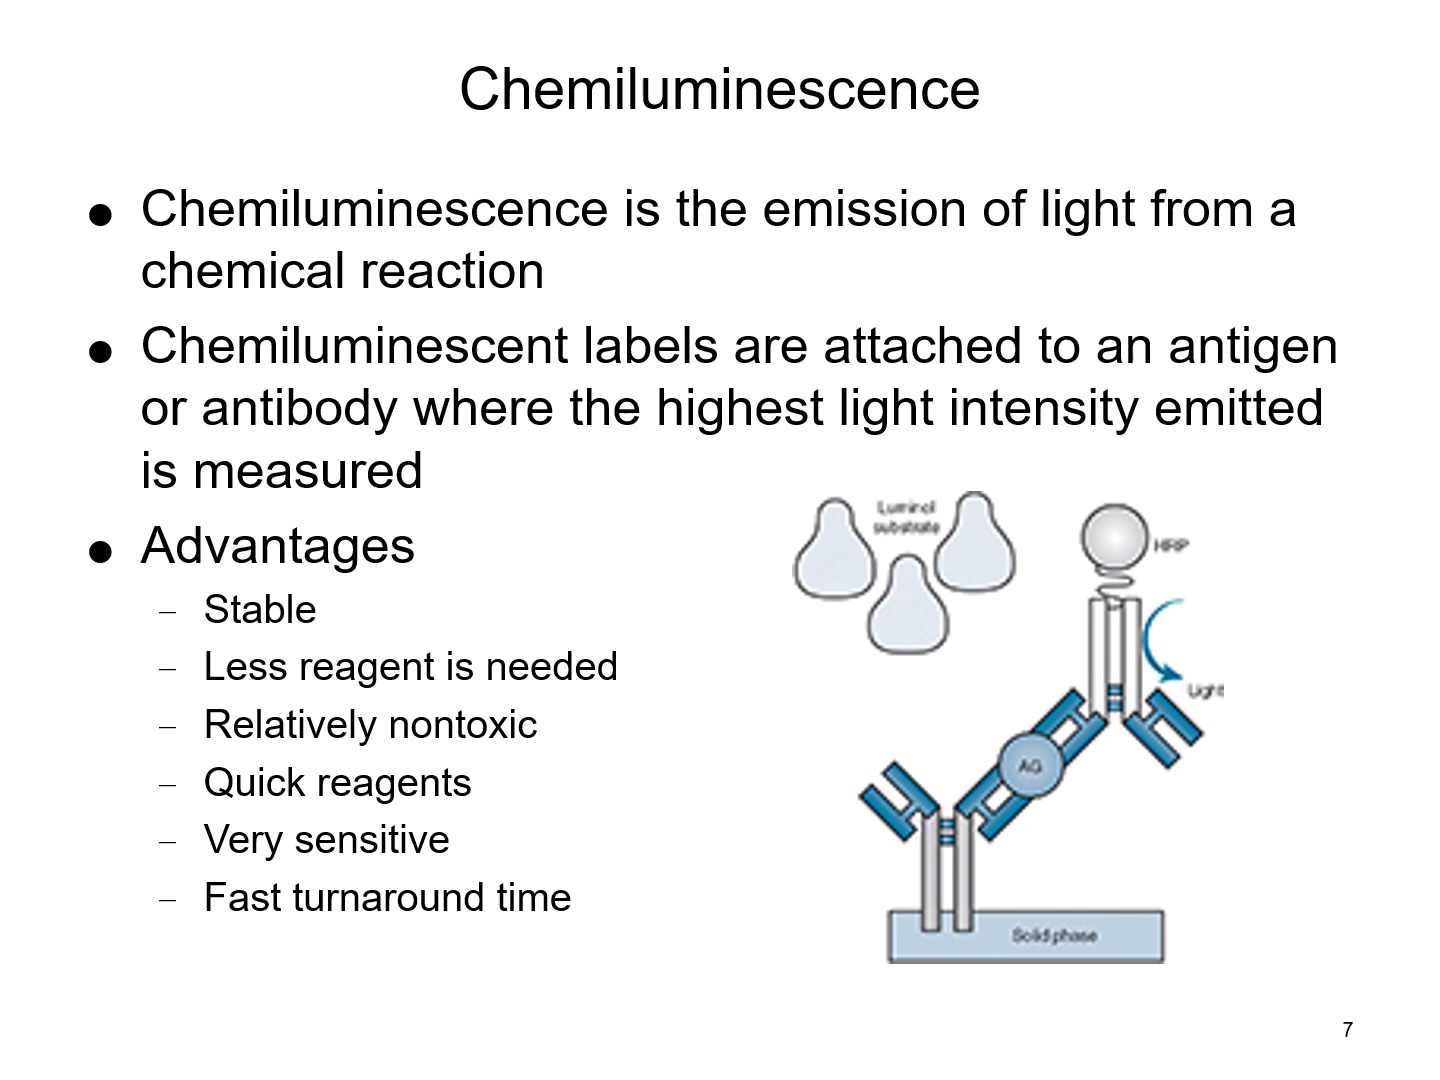 Chemiluminescence
● Chemiluminescence is the emission of light from a
chemical reaction
● Chemiluminescent labels are attached to an antigen
or antibody where the highest light intensity emitted
is measured
● Advantages
– Stable
– Less reagent is needed
– Relatively nontoxic
– Quick reagents
– Very sensitive
– Fast turnaround time
Luminol
substrate
HRP
Light
AG
Solid phase
7